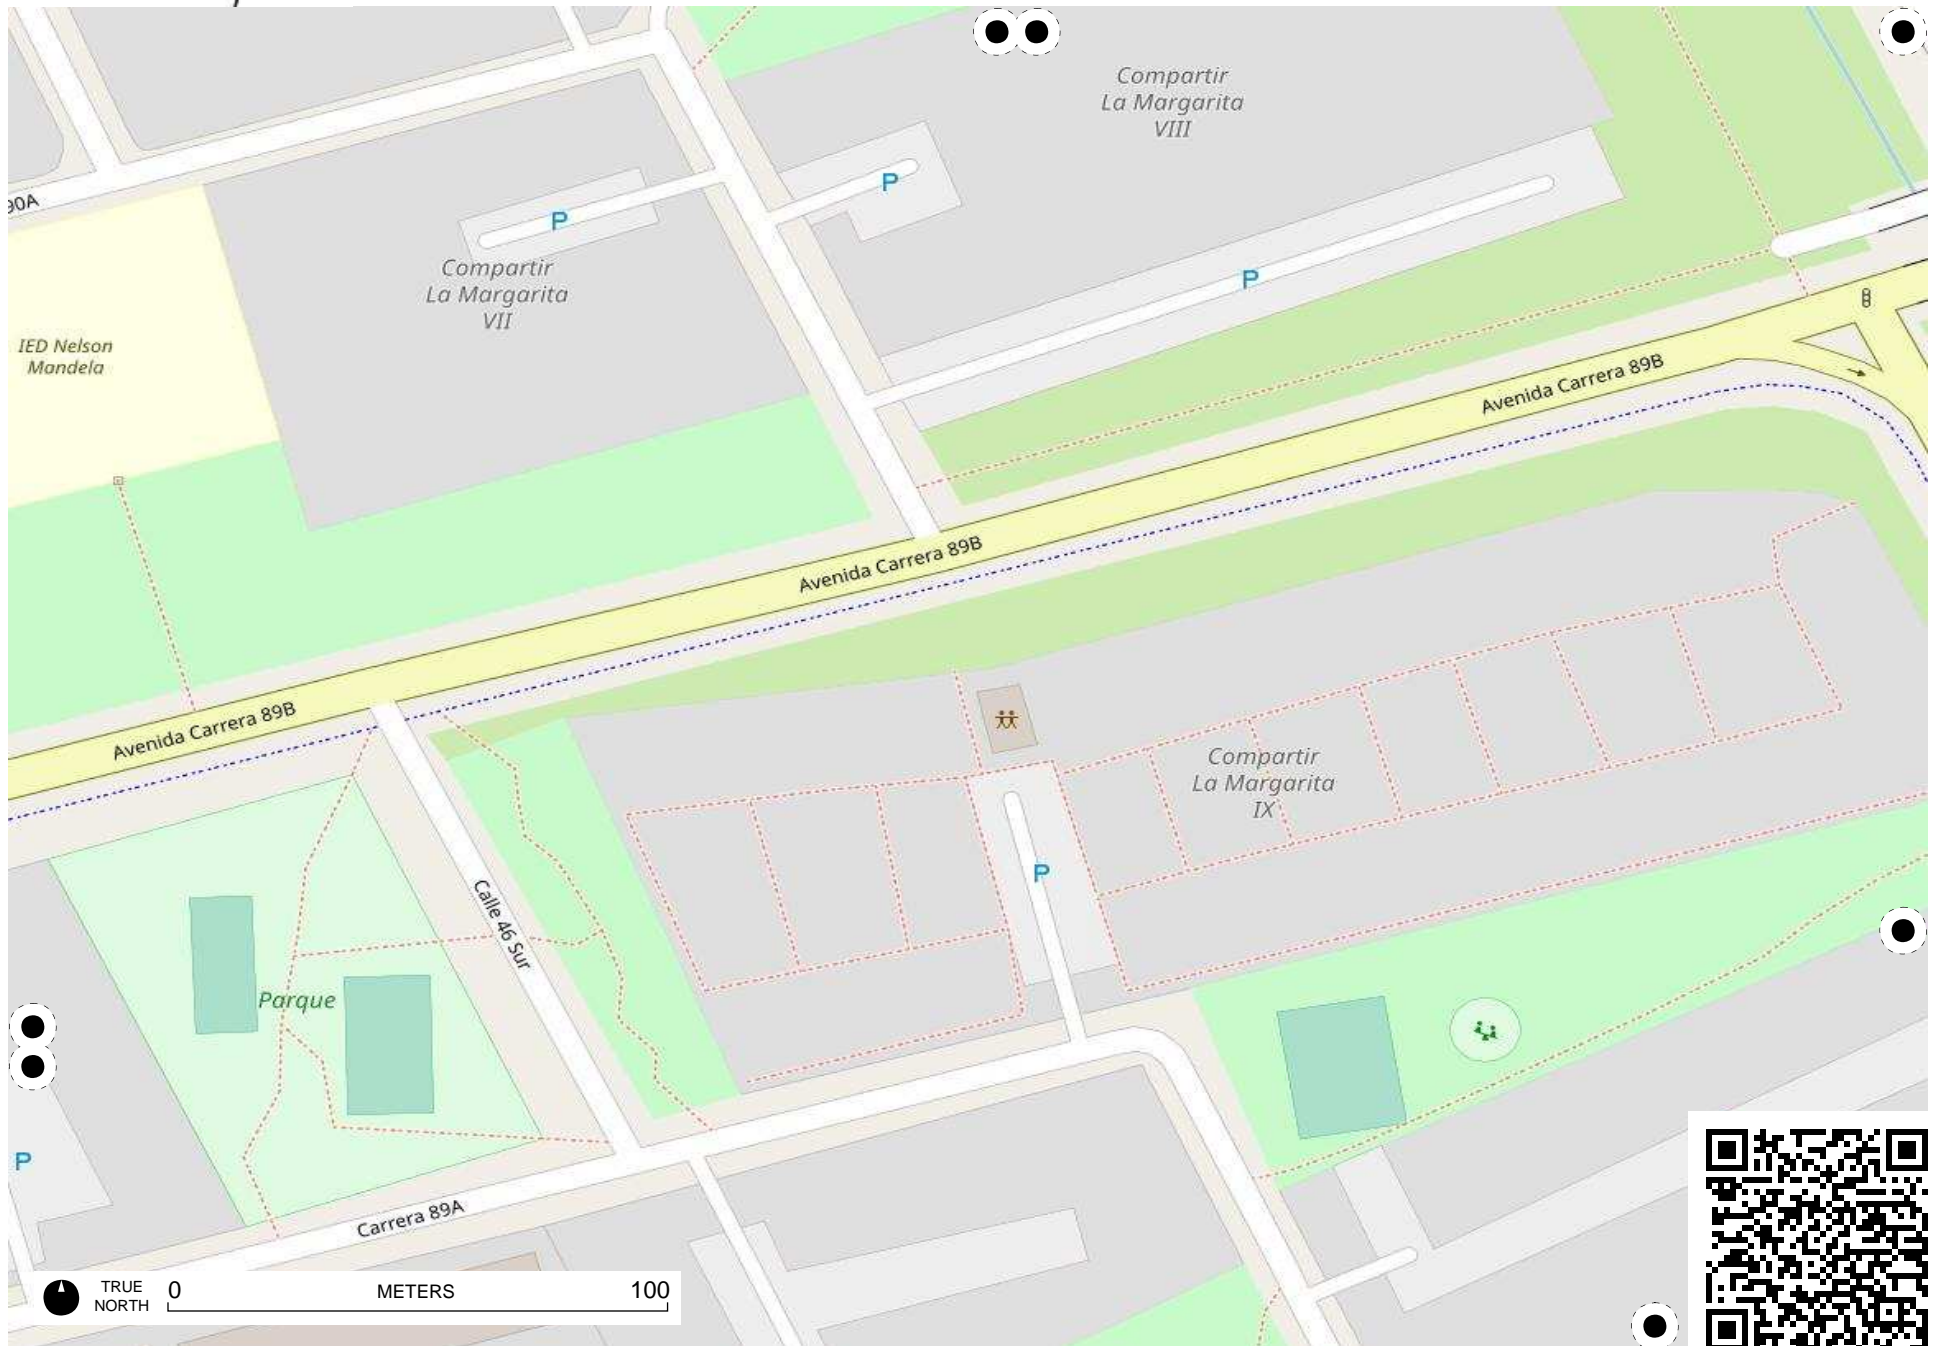 Compartir
La Margarita
VIII
90A
P
P
Compartir
La Margarita
VII
P
IED Nelson
Mandela
Avenida Carrera 89B
Avenida Carrera 89B
Avenida Carrera 89B
Compartir
La Margarita
IX
P
Calle 46 Sur
Parque
P
Carrera 89A
TRUE
NORTH
0
METERS
100